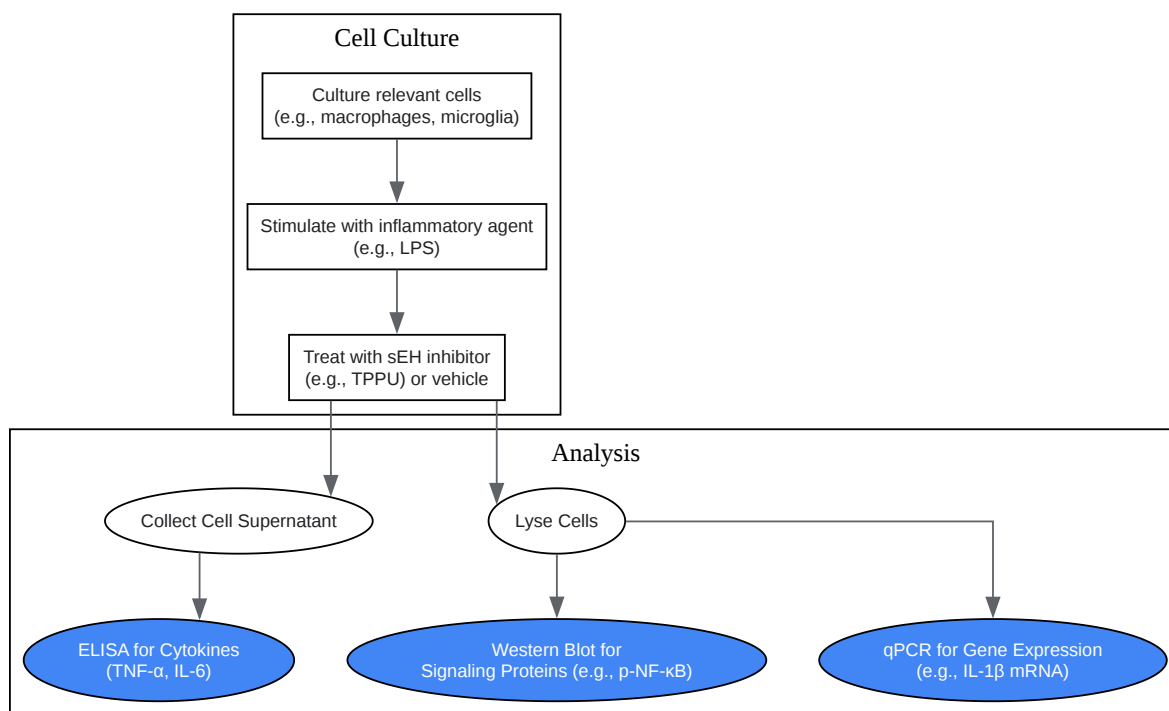 Cell Culture
Culture relevant cells
(e.g., macrophages, microglia)
Stimulate with inflammatory agent
(e.g., LPS)
Treat with sEH inhibitor
(e.g., TPPU) or vehicle
Analysis
Collect Cell Supernatant
Lyse Cells
ELISA for Cytokines
(TNF-α, IL-6)
Western Blot for
Signaling Proteins (e.g., p-NF-κB)
qPCR for Gene Expression
(e.g., IL-1β mRNA)